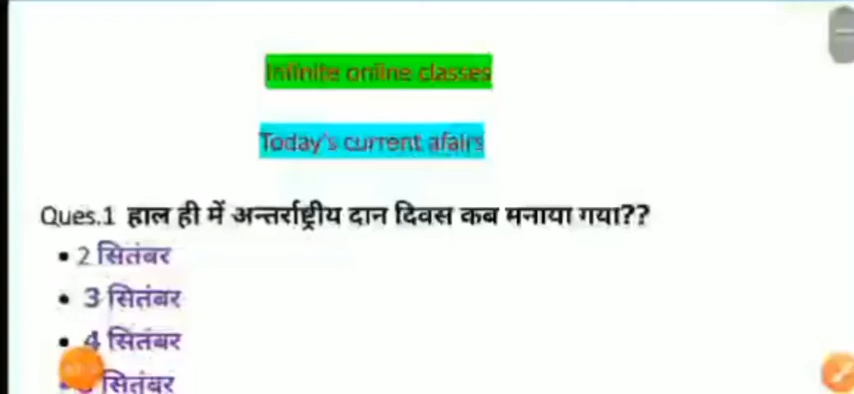 Infinite online classes
Today's current afairs
Ques.1 हाल ही में अन्तर्राष्ट्रीय दान दिवस कब मनाया गया??
• 2 सितंबर
• 3 सितंबर
• 4 सितंबर
सितंबर